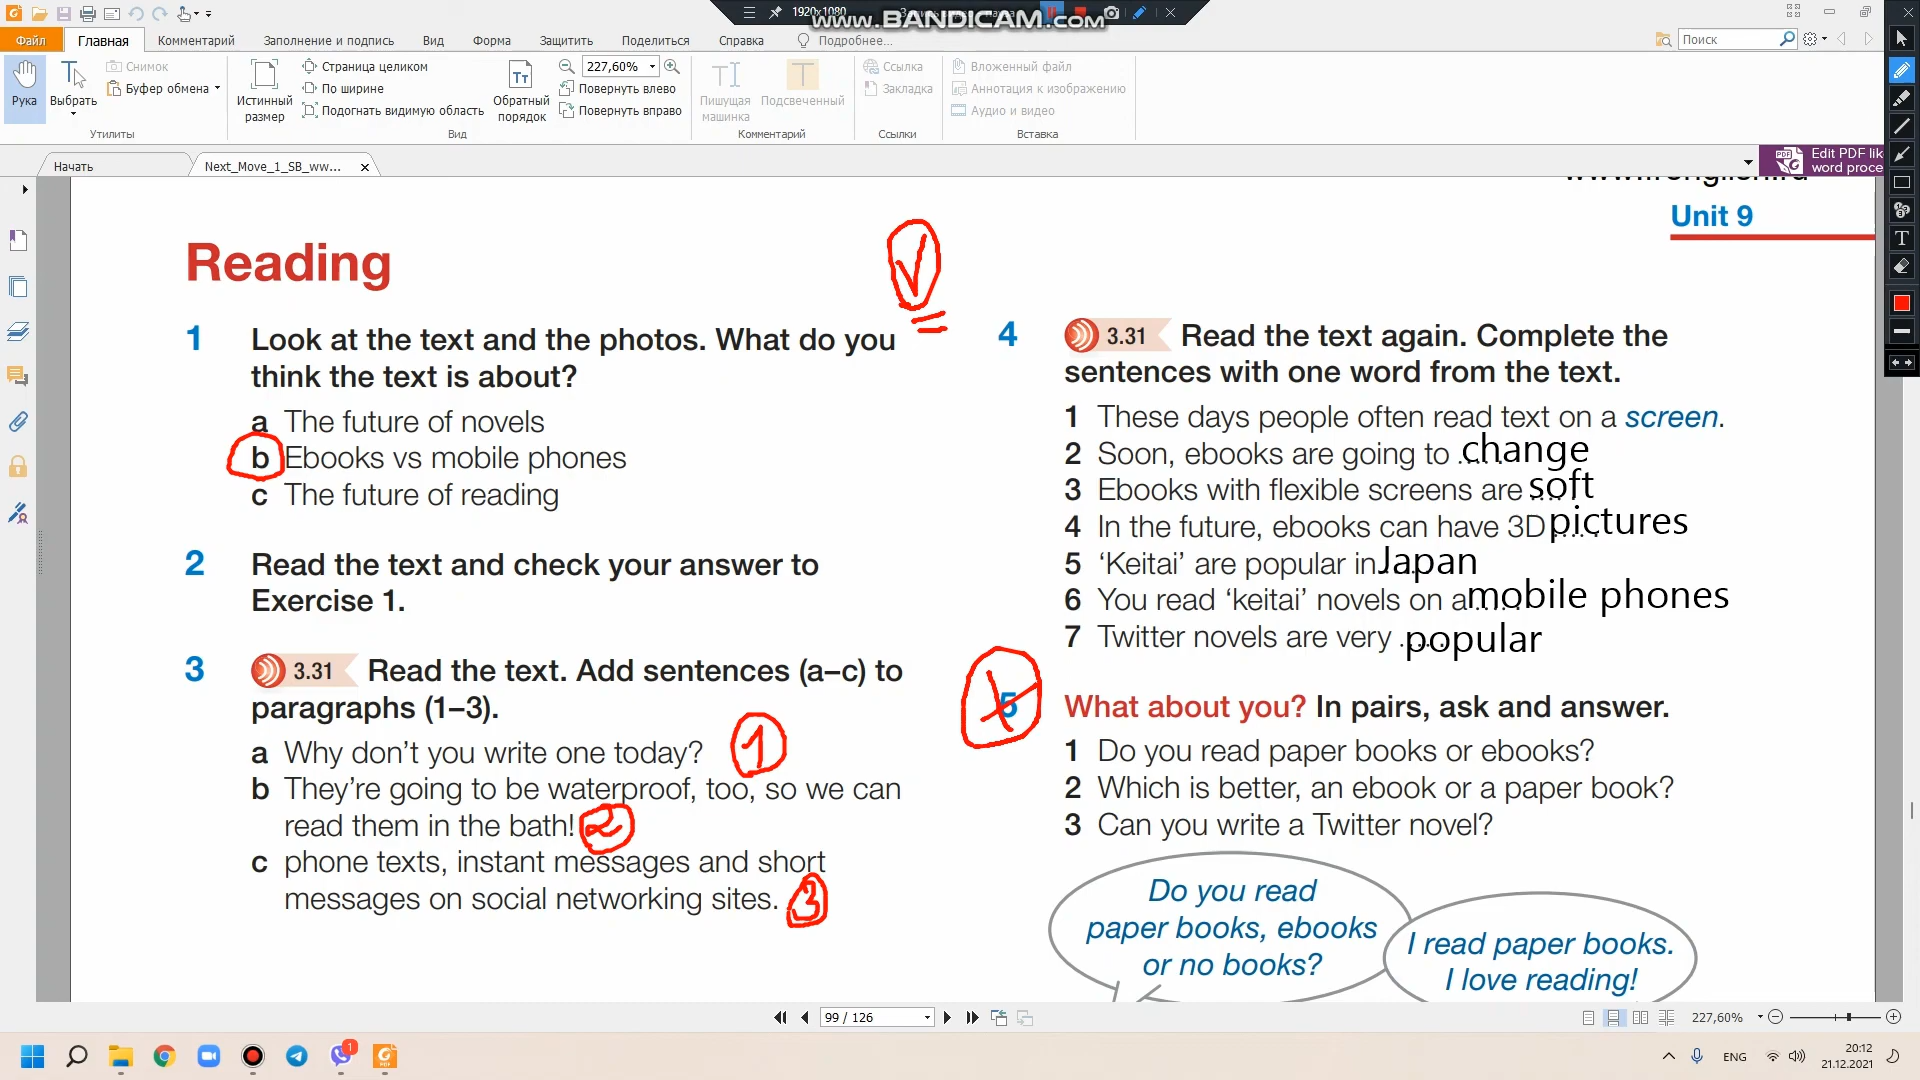 1920x1080
www.BANDICAM.com
Файл Главная Комментарий Заполнение и подпись Вид Форма Защитить Поделиться Справка Подробнее... Поиск
Рука
Выбрать
Снимок
Буфер обмена
Утилиты
Истинный размер
Страница целиком
По ширине
Подогнать видимую область
Обратный порядок
227,60%
Повернуть влево
Повернуть вправо
Вид
Пишущая машинка
Подсвеченный
Комментарий
Ссылка
Закладка
Ссылки
Вложенный файл
Аннотация к изображению
Аудио и видео
Вставка
Начать
Next_Move_1_SB_ww...
Edit PDF lik
word proce
Unit 9
Reading
1 Look at the text and the photos. What do you
think the text is about?
a The future of novels
b Ebooks vs mobile phones
c The future of reading
2 Read the text and check your answer to
Exercise 1.
3 3.31 Read the text. Add sentences (a–c) to
paragraphs (1–3).
a Why don't you write one today? 1
b They're going to be waterproof, too, so we can
read them in the bath! 2
c phone texts, instant messages and short
messages on social networking sites. 3
4 3.31 Read the text again. Complete the
sentences with one word from the text.
1 These days people often read text on a screen.
2 Soon, ebooks are going to ..... change
3 Ebooks with flexible screens are ..... soft
4 In the future, ebooks can have 3D ..... pictures
5 'Keitai' are popular in ..... Japan
6 You read 'keitai' novels on a ..... mobile phones
7 Twitter novels are very ..... popular
5 What about you? In pairs, ask and answer.
1 Do you read paper books or ebooks?
2 Which is better, an ebook or a paper book?
3 Can you write a Twitter novel?
Do you read
paper books, ebooks
or no books?
I read paper books.
I love reading!
99 / 126
227,60%
1
ENG
20:12
21.12.2021